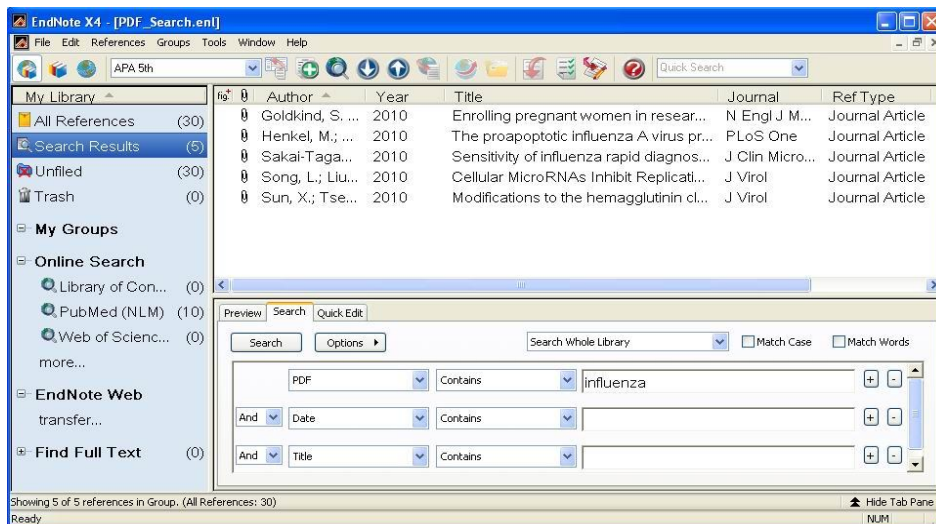 EndNote X4 - [PDF_Search.enl]
File Edit References Groups Tools Window Help
APA 5th Quick Search
My Library
All References (30)
Search Results (5)
Unfiled (30)
Trash (0)
My Groups
Online Search
Library of Con... (0)
PubMed (NLM) (10)
Web of Scienc... (0)
more...
EndNote Web
transfer...
Find Full Text (0)
fig. Author Year Title Journal Ref Type
Goldkind, S. ... 2010 Enrolling pregnant women in resear... N Engl J M... Journal Article
Henkel, M.; ... 2010 The proapoptotic influenza A virus pr... PLoS One Journal Article
Sakai-Taga... 2010 Sensitivity of influenza rapid diagnos... J Clin Micro... Journal Article
Song, L.; Liu... 2010 Cellular MicroRNAs Inhibit Replicati... J Virol Journal Article
Sun, X.; Tse... 2010 Modifications to the hemagglutinin cl... J Virol Journal Article
Preview Search Quick Edit
Search Options Search Whole Library Match Case Match Words
PDF Contains influenza + -
And Date Contains + -
And Title Contains + -
Showing 5 of 5 references in Group. (All References: 30) Hide Tab Pane
Ready NUM